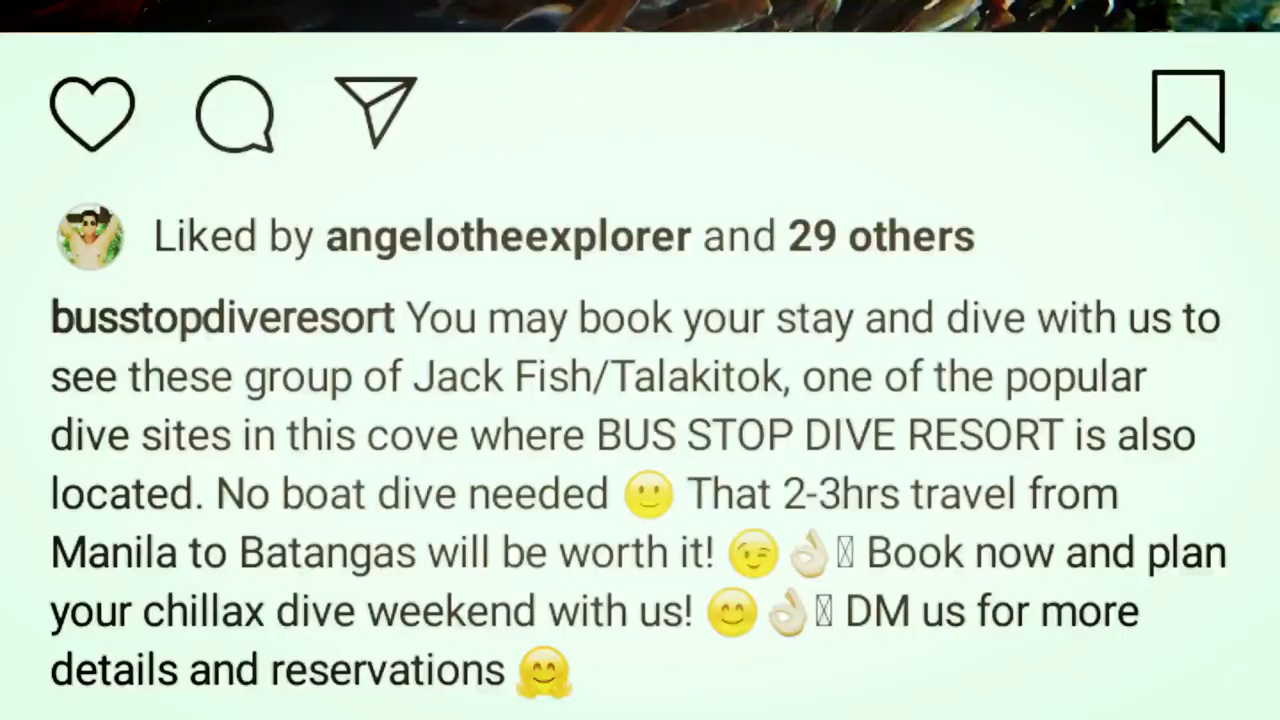 Liked by angelotheexplorer and 29 others
busstopdiveresort You may book your stay and dive with us to
see these group of Jack Fish/Talakitok, one of the popular
dive sites in this cove where BUS STOP DIVE RESORT is also
located. No boat dive needed 🙂 That 2-3hrs travel from
Manila to Batangas will be worth it! 😉👌🏻 Book now and plan
your chillax dive weekend with us! 😊👌🏻 DM us for more
details and reservations 🤗